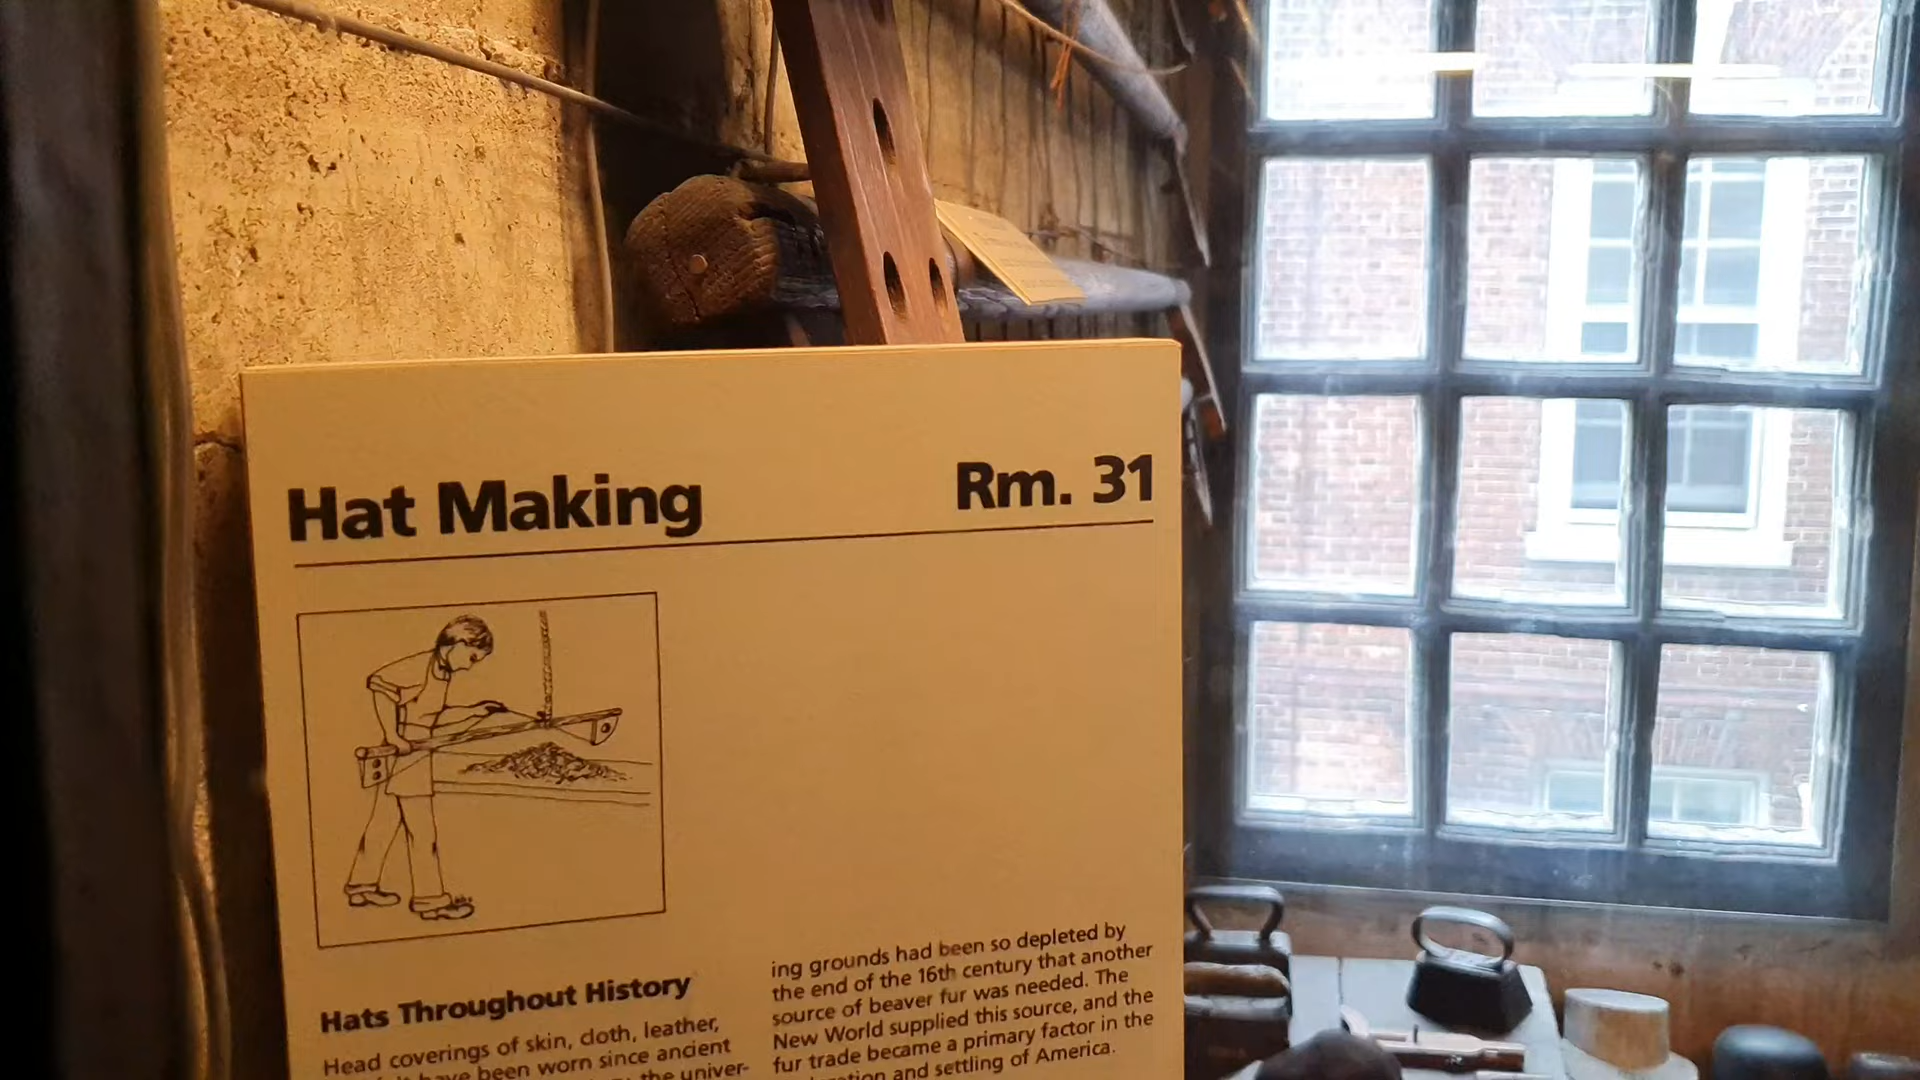 Hat Making
Rm. 31
Hats Throughout History
Head coverings of skin, cloth, leather,
have been worn since ancient
the univer-
ing grounds had been so depleted by
the end of the 16th century that another
source of beaver fur was needed. The
New World supplied this source, and the
fur trade became a primary factor in the
and settling of America.